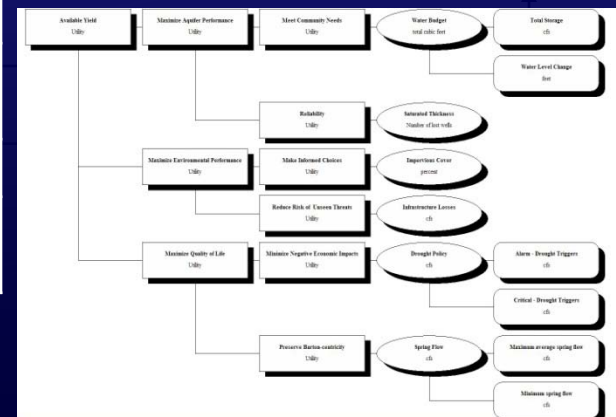 Available Yield
Utility
Maximize Aquifer Performance
Utility
Meet Community Needs
Utility
Water Budget
total cubic feet
Total Storage
cfs
Water Level Change
feet
Reliability
Utility
Saturated Thickness
Number of lost wells
Maximize Environmental Performance
Utility
Make Informed Choices
Utility
Impervious Cover
percent
Reduce Risk of Unseen Threats
Utility
Infrastructure Losses
cfs
Maximize Quality of Life
Utility
Minimize Negative Economic Impacts
Utility
Drought Policy
cfs
Alarm - Drought Triggers
cfs
Critical - Drought Triggers
cfs
Preserve Barton-centricity
Utility
Spring Flow
cfs
Maximum average spring flow
cfs
Minimum spring flow
cfs